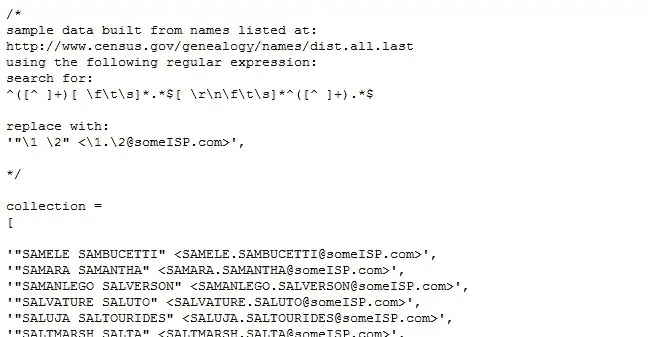 /*
sample data built from names listed at:
http://www.census.gov/genealogy/names/dist.all.last
using the following regular expression:
search for:
^([^ ]+)[ \f\t\s]*.*$[ \r\n\f\t\s]*^([^ ]+).*$
replace with:
'"\1 \2" <\1.\2@someISP.com>',
*/
collection =
[
'"SAMELE SAMBUCETTI" <SAMELE.SAMBUCETTI@someISP.com>',
'"SAMARA SAMANTHA" <SAMARA.SAMANTHA@someISP.com>',
'"SAMANLEGO SALVERSON" <SAMANLEGO.SALVERSON@someISP.com>',
'"SALVATURE SALUTO" <SALVATURE.SALUTO@someISP.com>',
'"SALUJA SALTOURIDES" <SALUJA.SALTOURIDES@someISP.com>',
'"SALTMARSH SALTA" <SALTMARSH.SALTA@someISP.com>',